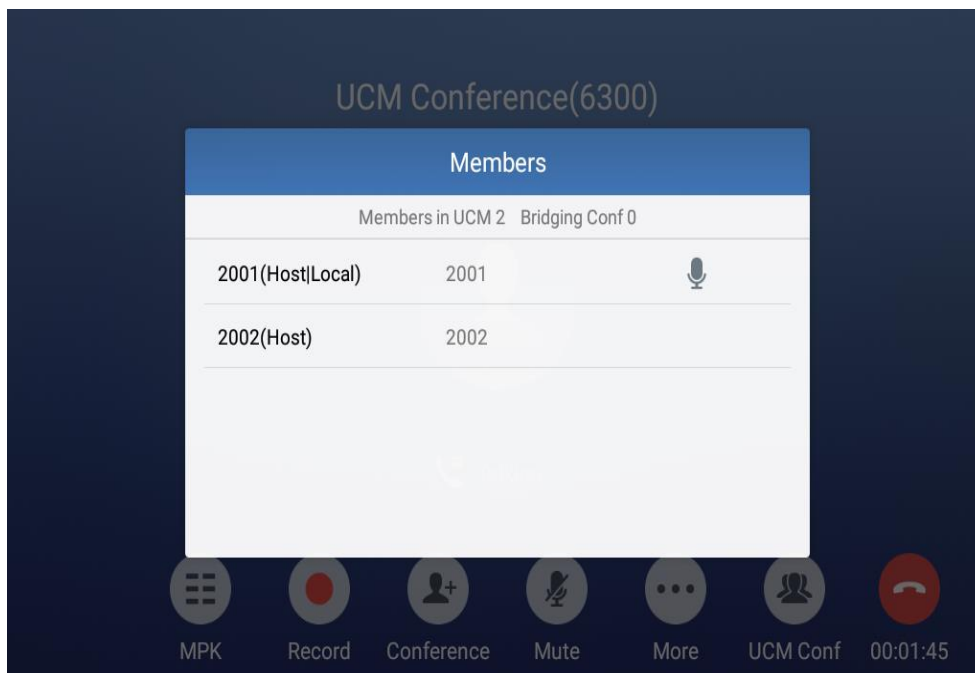 UCM Conference(6300)
Members
Members in UCM 2 Bridging Conf 0
2001(Host|Local) 2001
2002(Host) 2002
MPK Record Conference Mute More UCM Conf 00:01:45